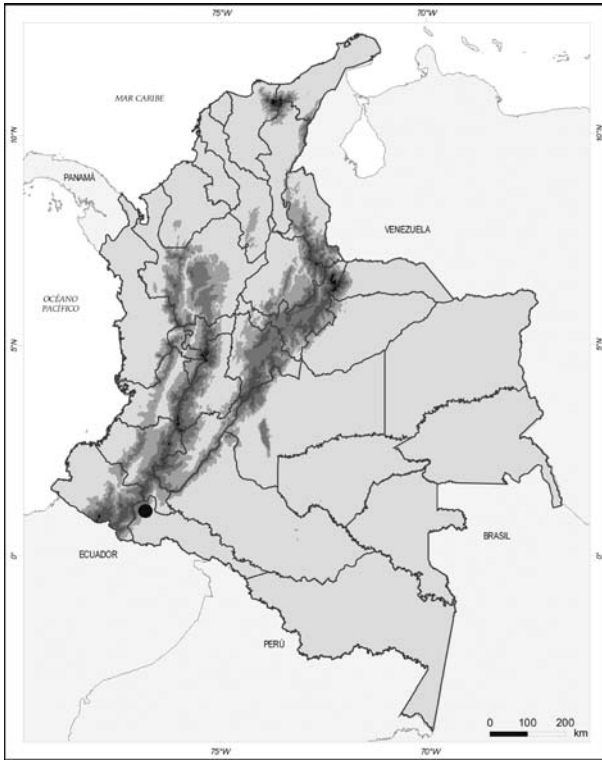 75°W 70°W
MAR CARIBE
10°N 10°N
PANAMÁ
VENEZUELA
OCÉANO
PACÍFICO
5°N 5°N
0° 0°
ECUADOR
BRASIL
PERÚ
0 100 200
km
75°W 70°W